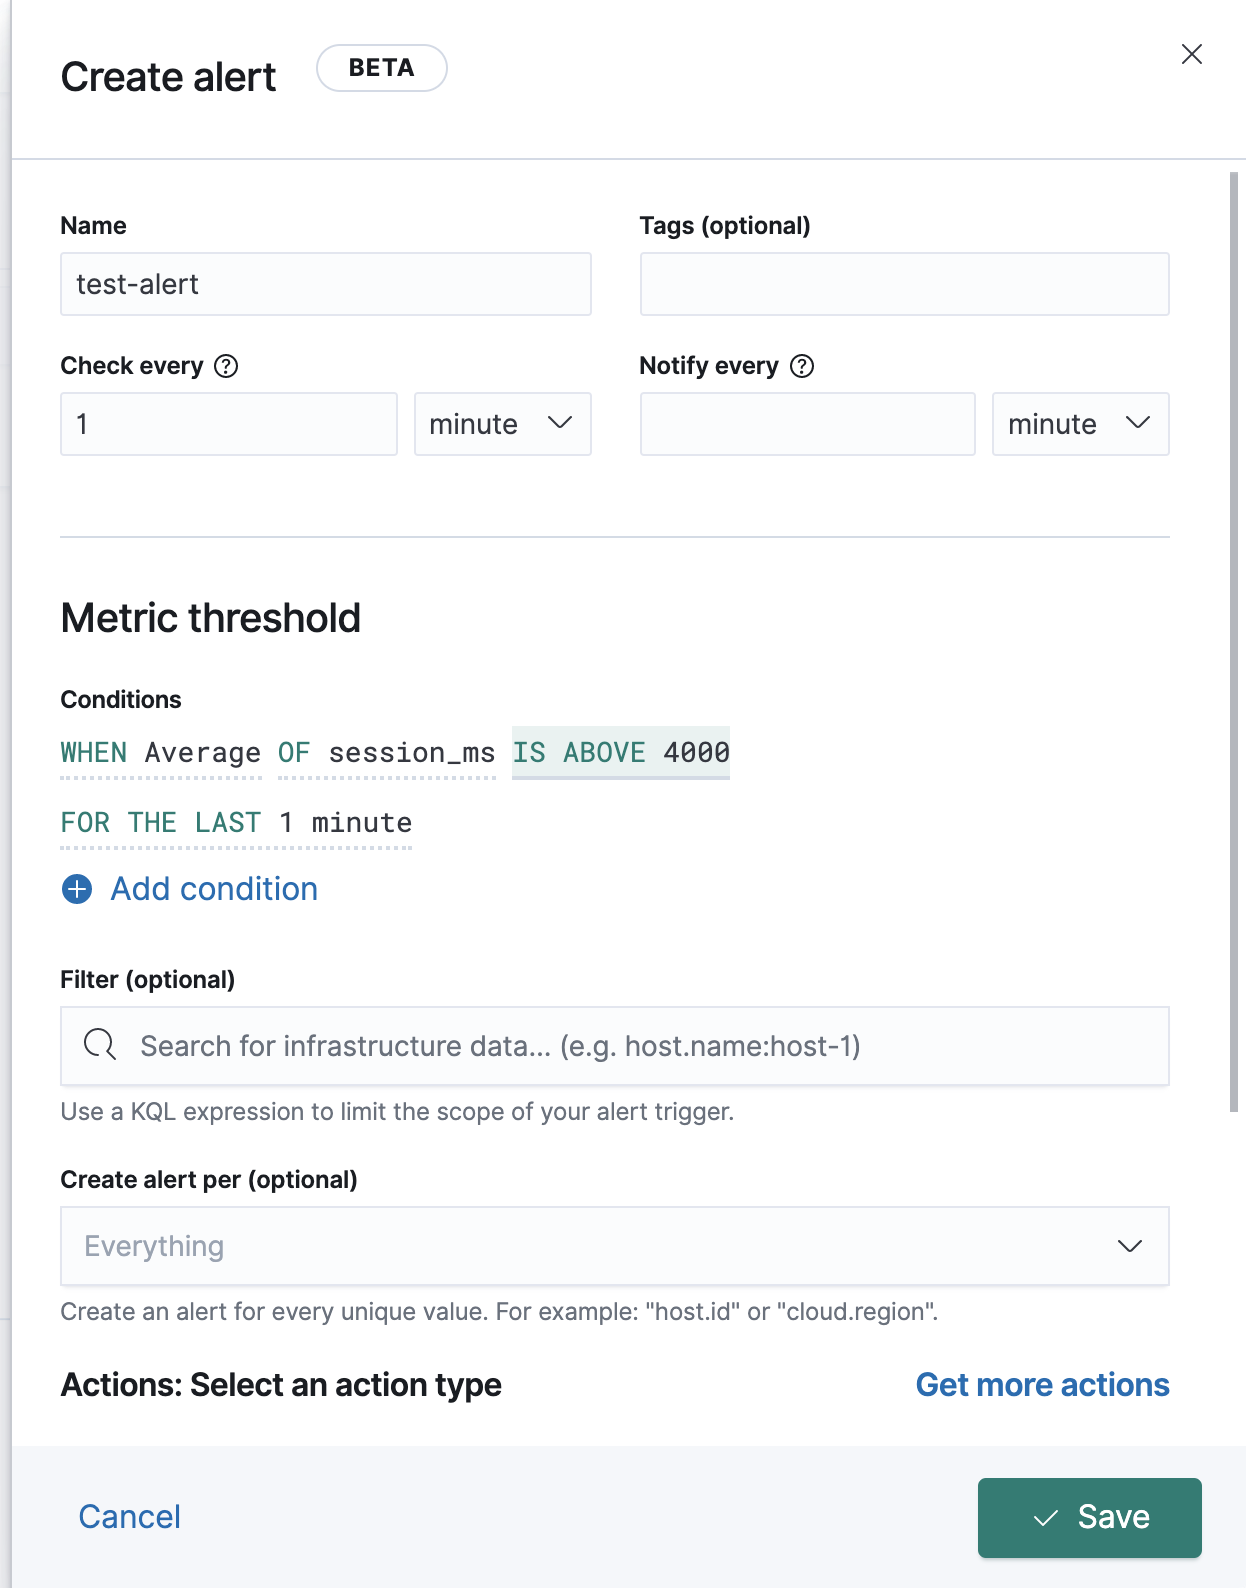 Create alert BETA
Name
Tags (optional)
test-alert
Check every
Notify every
1 minute
minute
Metric threshold
Conditions
WHEN Average OF session_ms IS ABOVE 4000
FOR THE LAST 1 minute
Add condition
Filter (optional)
Search for infrastructure data... (e.g. host.name:host-1)
Use a KQL expression to limit the scope of your alert trigger.
Create alert per (optional)
Everything
Create an alert for every unique value. For example: "host.id" or "cloud.region".
Actions: Select an action type
Get more actions
Cancel
Save